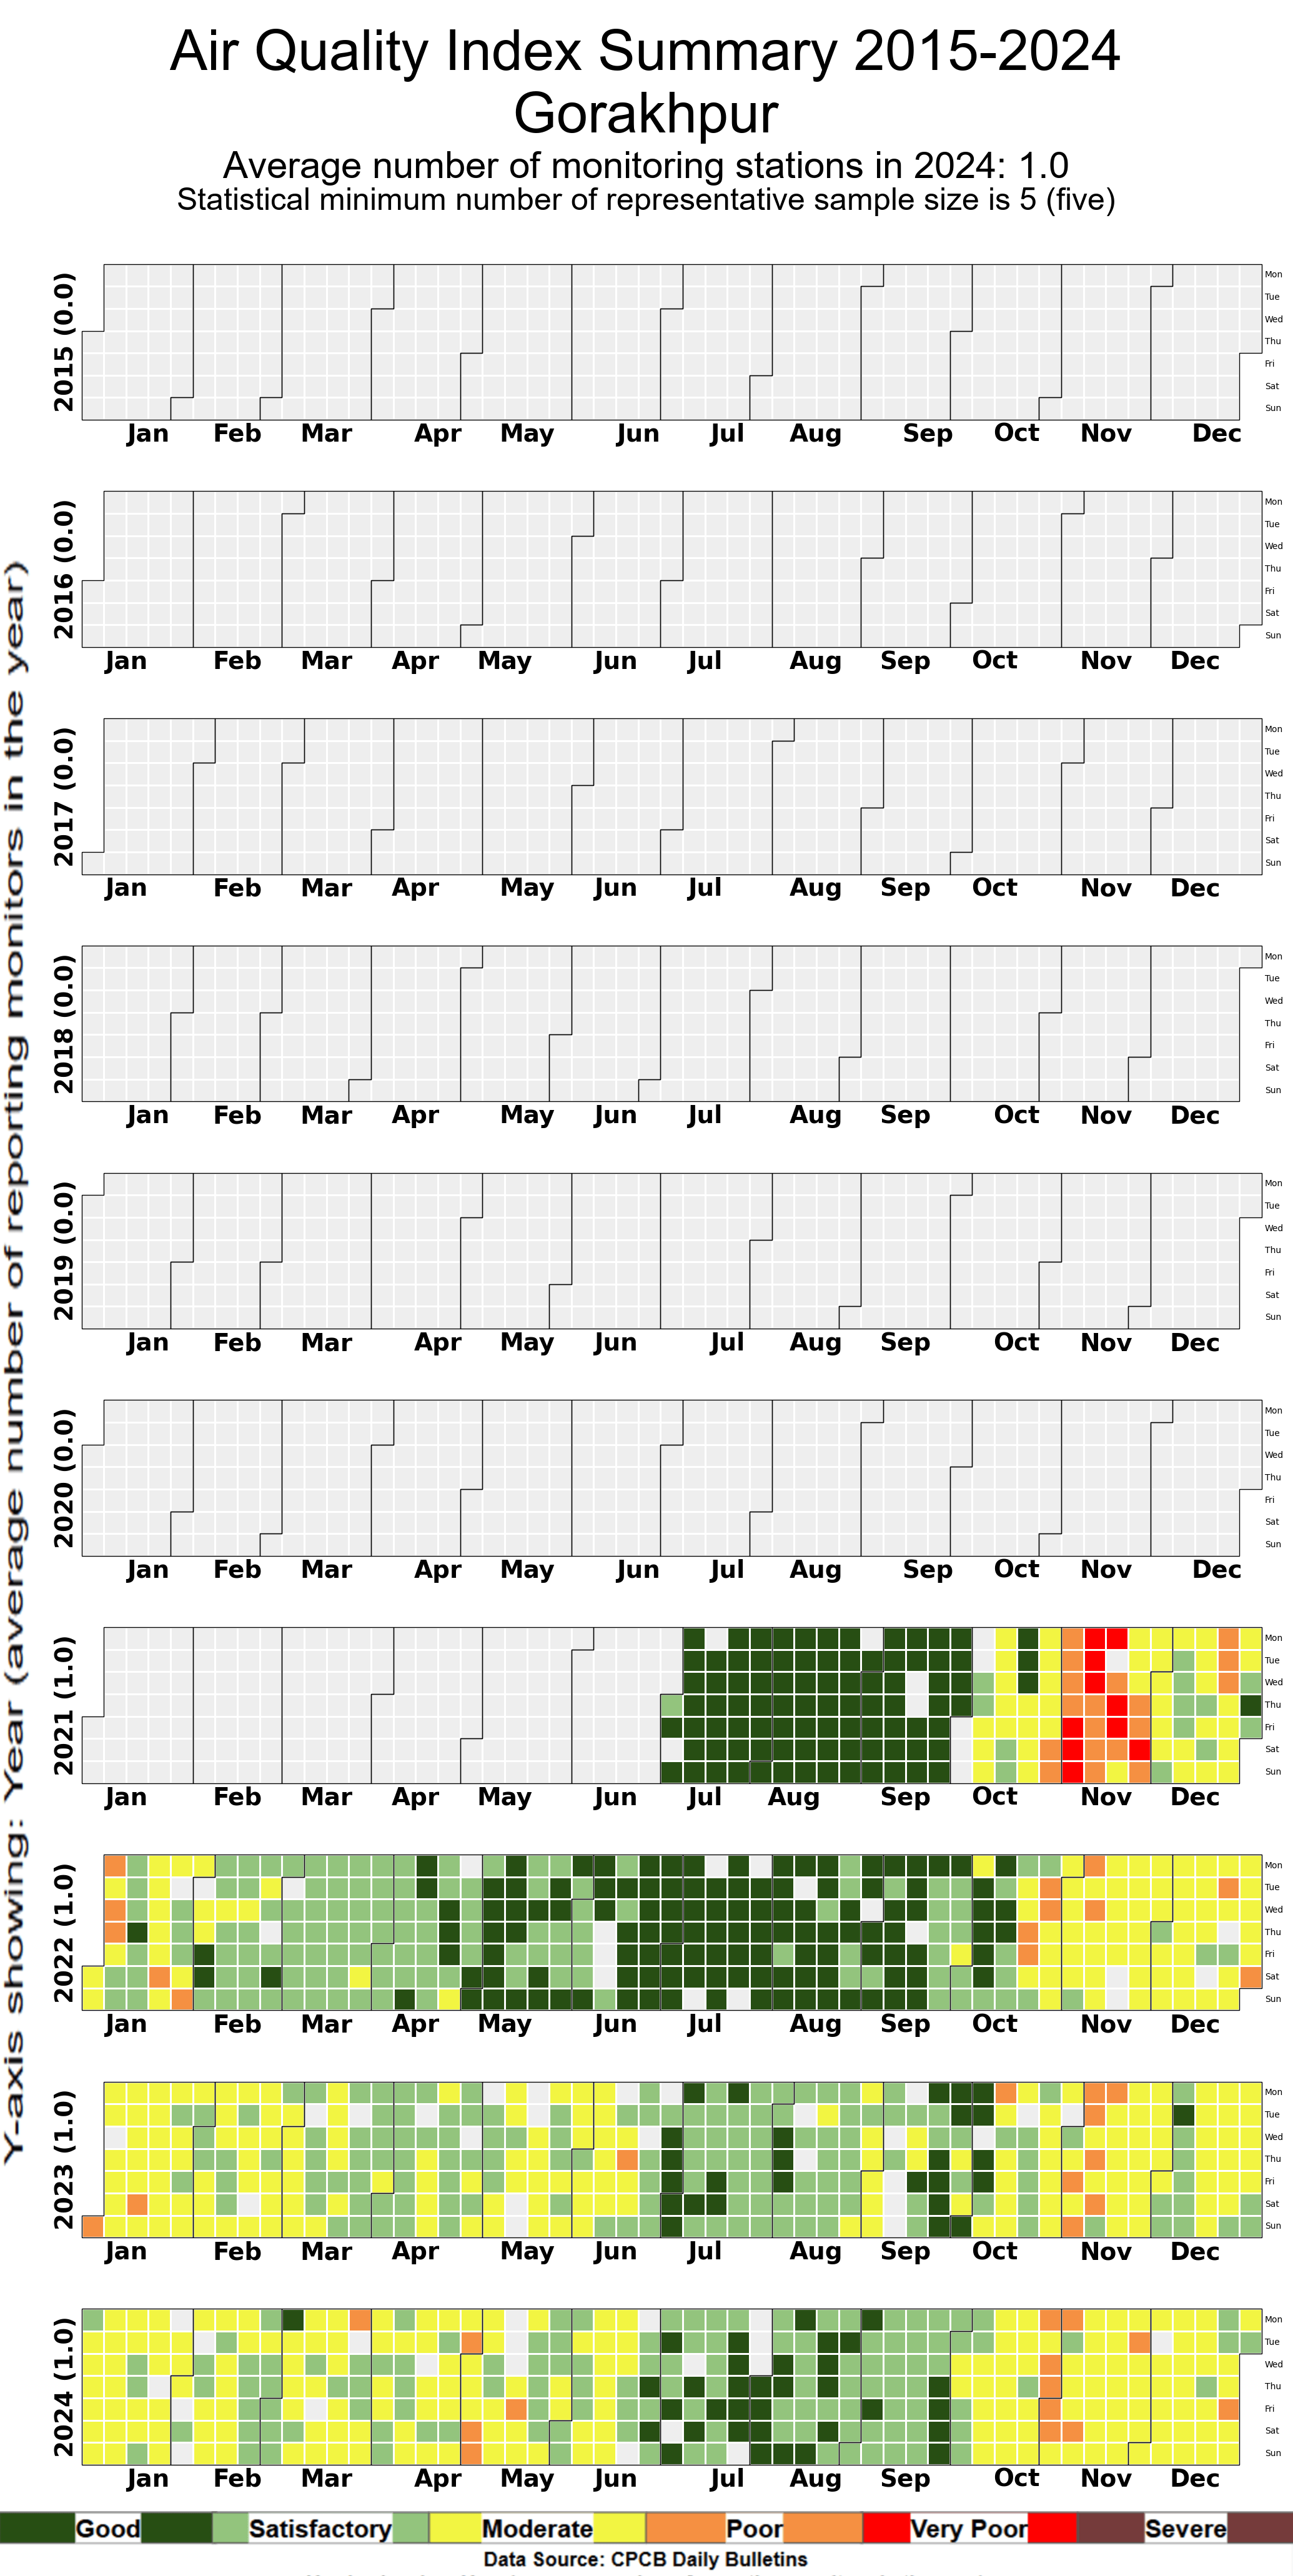 Air Quality Index Summary 2015-2024
Gorakhpur
Average number of monitoring stations in 2024: 1.0
Statistical minimum number of representative sample size is 5 (five)
Y-axis showing: Year (average number of reporting monitors in the year)
2015 (0.0)
Mon
Tue
Wed
Thu
Fri
Sat
Sun
Jan Feb Mar Apr May Jun Jul Aug Sep Oct Nov Dec
2016 (0.0)
Mon
Tue
Wed
Thu
Fri
Sat
Sun
Jan Feb Mar Apr May Jun Jul Aug Sep Oct Nov Dec
2017 (0.0)
Mon
Tue
Wed
Thu
Fri
Sat
Sun
Jan Feb Mar Apr May Jun Jul Aug Sep Oct Nov Dec
2018 (0.0)
Mon
Tue
Wed
Thu
Fri
Sat
Sun
Jan Feb Mar Apr May Jun Jul Aug Sep Oct Nov Dec
2019 (0.0)
Mon
Tue
Wed
Thu
Fri
Sat
Sun
Jan Feb Mar Apr May Jun Jul Aug Sep Oct Nov Dec
2020 (0.0)
Mon
Tue
Wed
Thu
Fri
Sat
Sun
Jan Feb Mar Apr May Jun Jul Aug Sep Oct Nov Dec
2021 (1.0)
Mon
Tue
Wed
Thu
Fri
Sat
Sun
Jan Feb Mar Apr May Jun Jul Aug Sep Oct Nov Dec
2022 (1.0)
Mon
Tue
Wed
Thu
Fri
Sat
Sun
Jan Feb Mar Apr May Jun Jul Aug Sep Oct Nov Dec
2023 (1.0)
Mon
Tue
Wed
Thu
Fri
Sat
Sun
Jan Feb Mar Apr May Jun Jul Aug Sep Oct Nov Dec
2024 (1.0)
Mon
Tue
Wed
Thu
Fri
Sat
Sun
Jan Feb Mar Apr May Jun Jul Aug Sep Oct Nov Dec
Good Satisfactory Moderate Poor Very Poor Severe
Data Source: CPCB Daily Bulletins